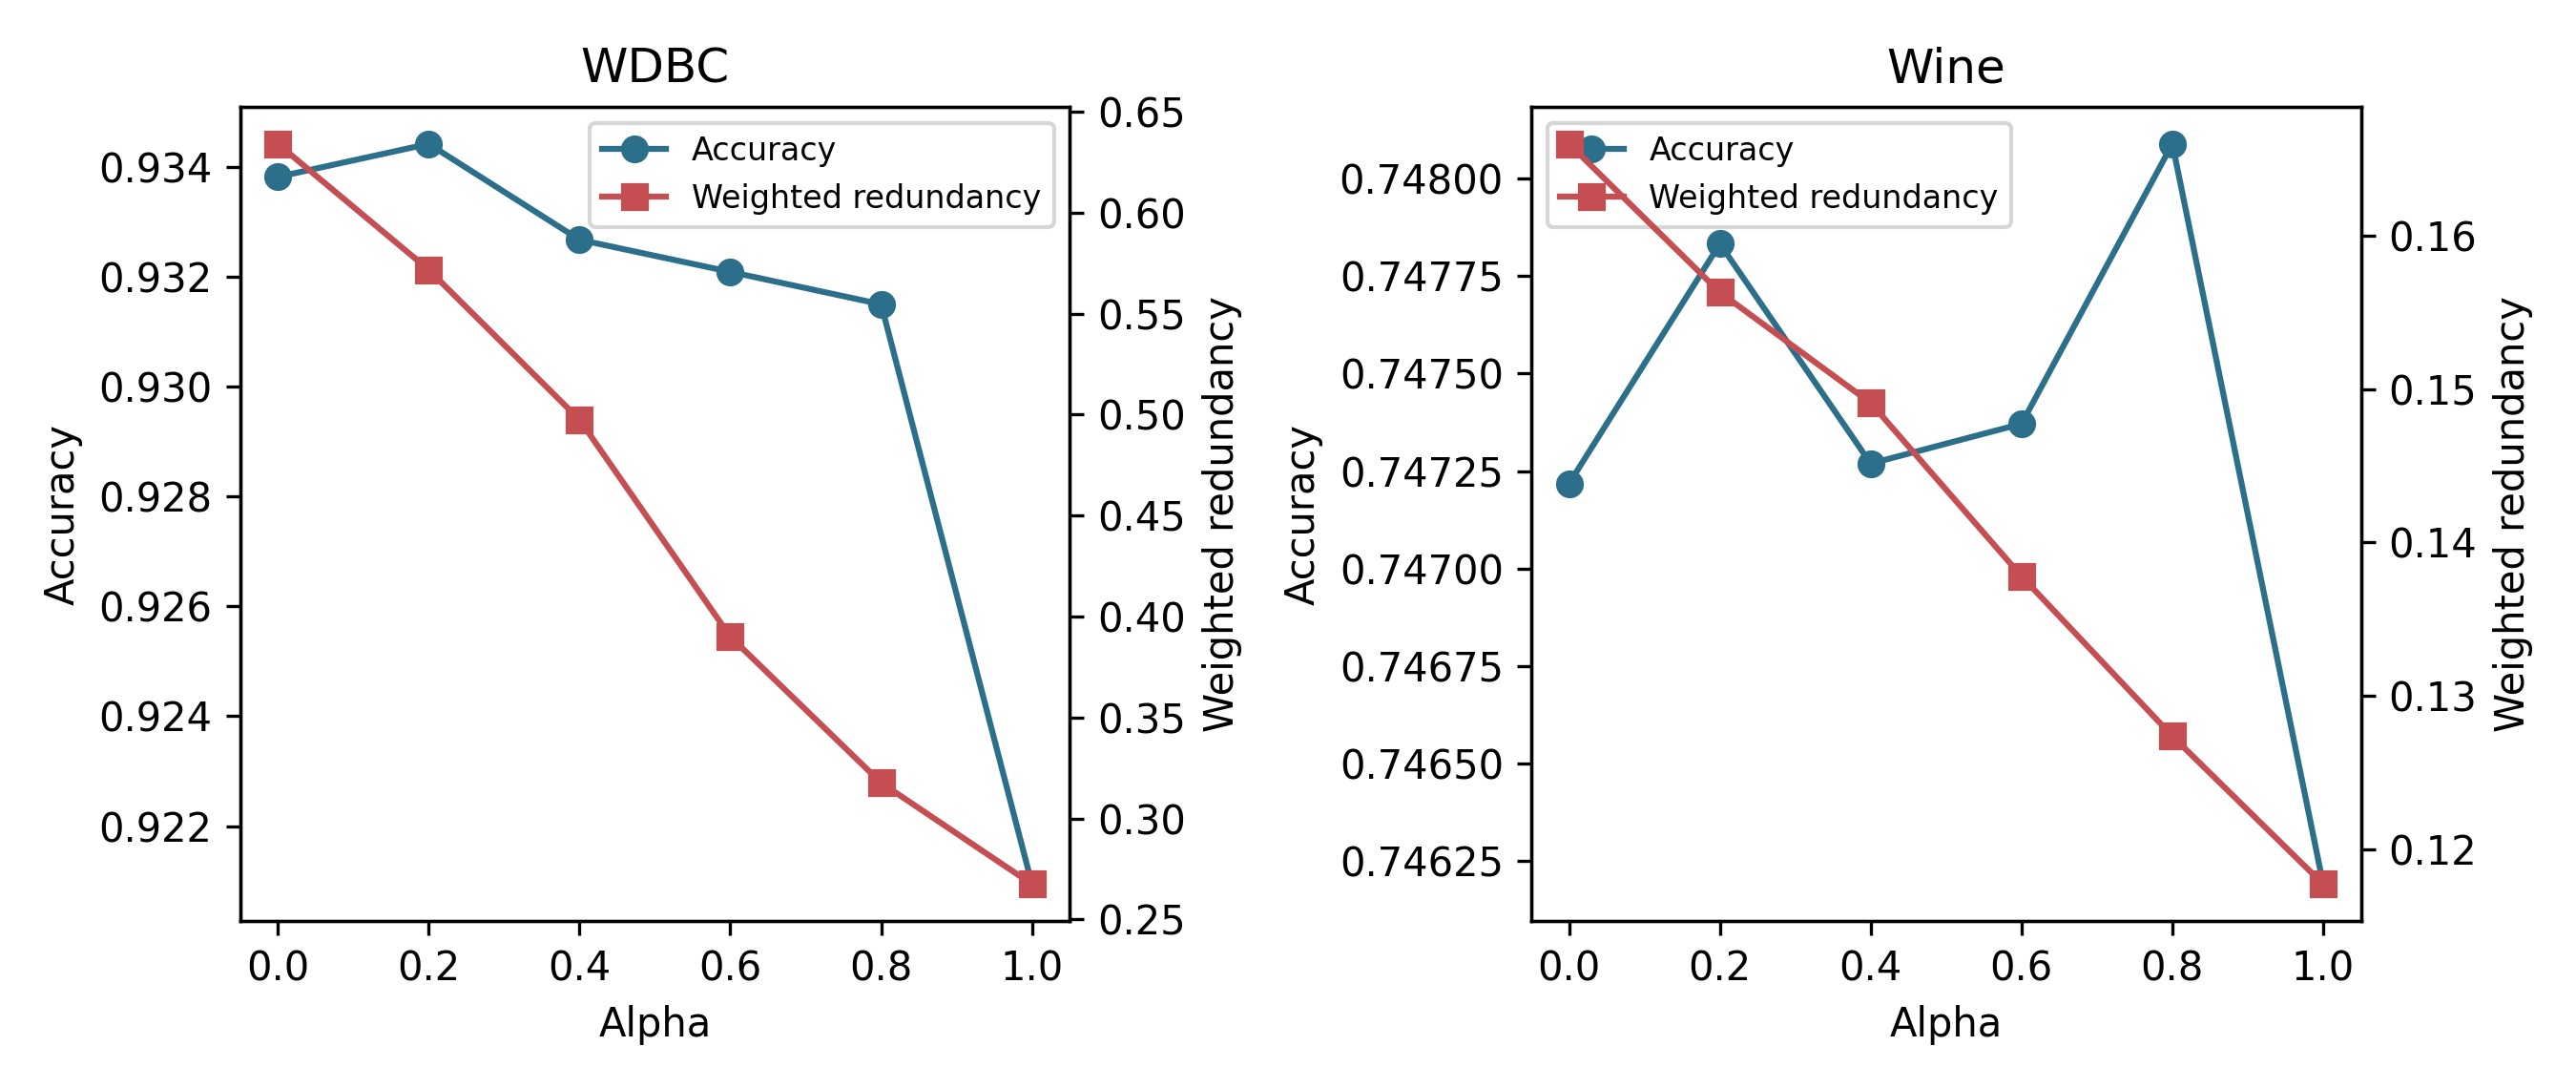 WDBC
Accuracy
Weighted redundancy
0.934
0.932
0.930
0.928
0.926
0.924
0.922
Accuracy
0.65
0.60
0.55
0.50
0.45
0.40
0.35
0.30
0.25
Weighted redundancy
0.0 0.2 0.4 0.6 0.8 1.0
Alpha
Wine
Accuracy
Weighted redundancy
0.74800
0.74775
0.74750
0.74725
0.74700
0.74675
0.74650
0.74625
Accuracy
0.16
0.15
0.14
0.13
0.12
Weighted redundancy
0.0 0.2 0.4 0.6 0.8 1.0
Alpha